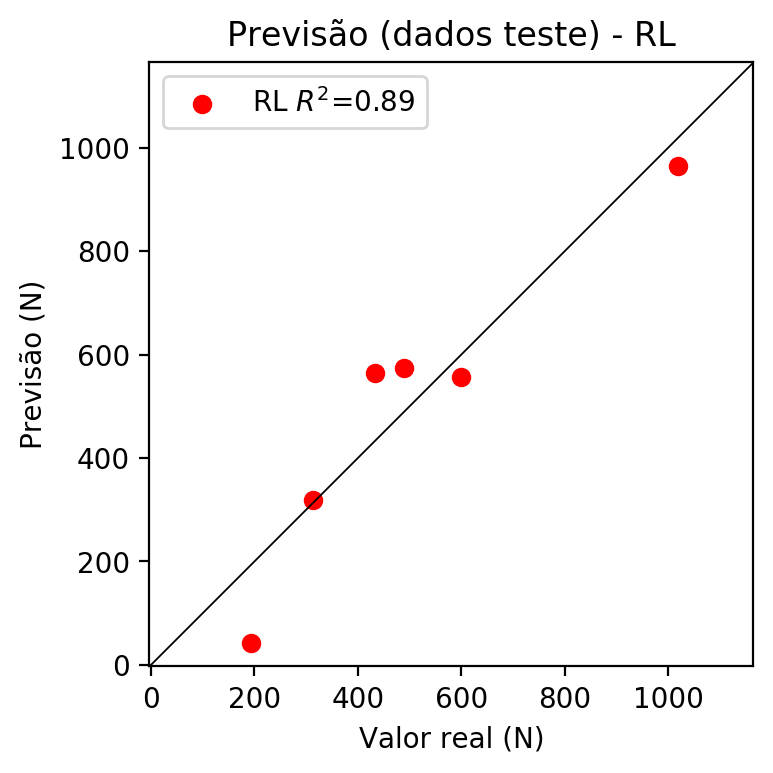 Previsão (dados teste) - RL
RL R²=0.89
1000
800
600
400
200
0
Previsão (N)
0 200 400 600 800 1000
Valor real (N)